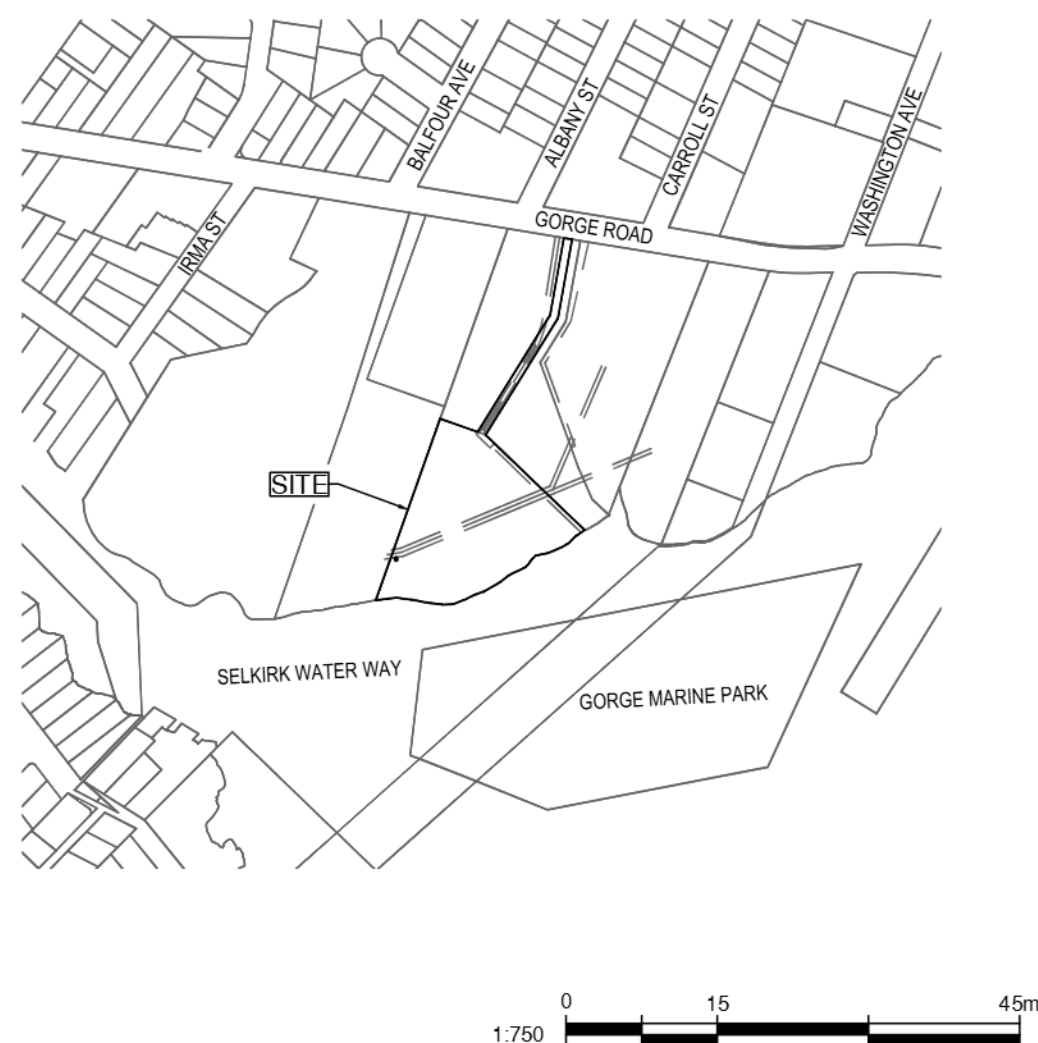 BALFOUR AVE
ALBANY ST
CARROLL ST
WASHINGTON AVE
GORGE ROAD
IRMA ST
SITE
SELKIRK WATER WAY
GORGE MARINE PARK
0 15 45m
1:750